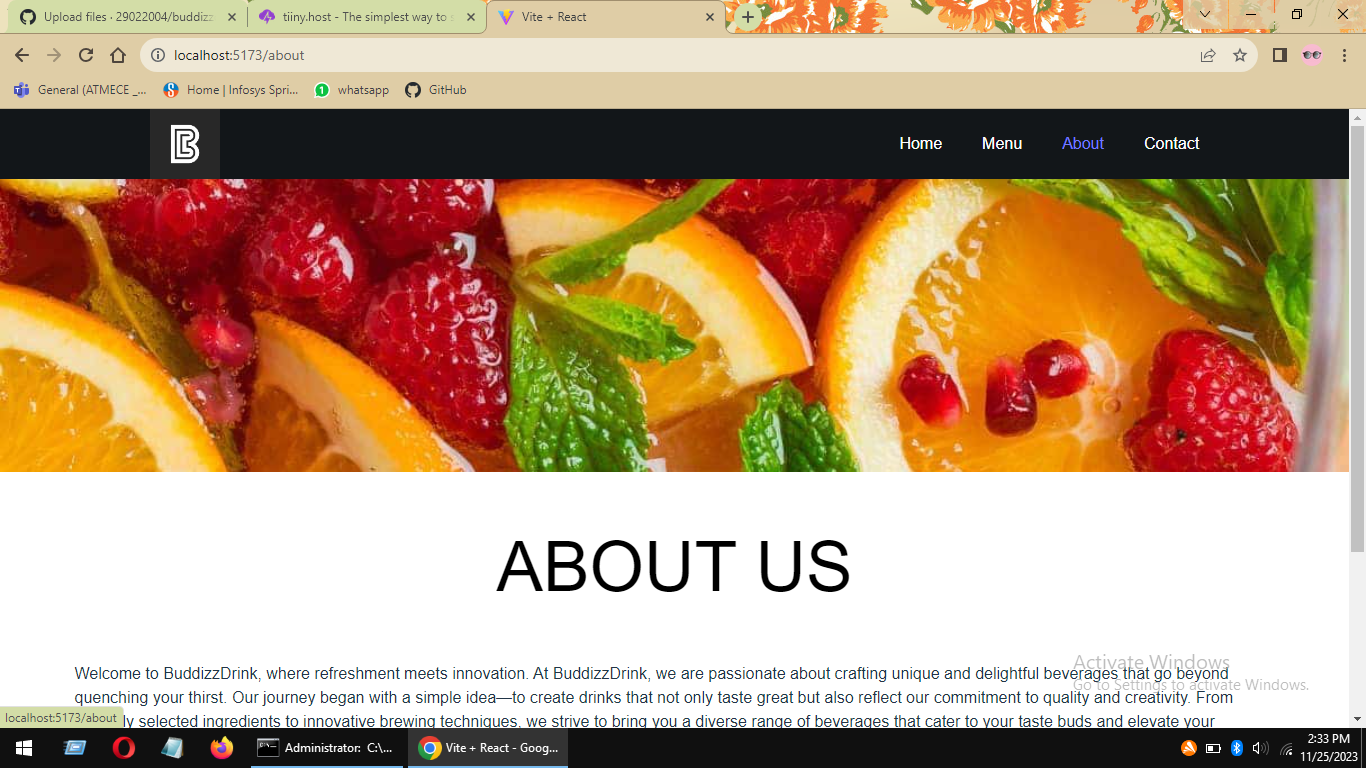 Upload files · 29022004/buddizz
tiiny.host - The simplest way to s
Vite + React
localhost:5173/about
General (ATMECE _...
Home | Infosys Spri...
whatsapp
GitHub
B
Home
Menu
About
Contact
ABOUT US
Welcome to BuddizzDrink, where refreshment meets innovation. At BuddizzDrink, we are passionate about crafting unique and delightful beverages that go beyond
quenching your thirst. Our journey began with a simple idea—to create drinks that not only taste great but also reflect our commitment to quality and creativity. From
ly selected ingredients to innovative brewing techniques, we strive to bring you a diverse range of beverages that cater to your taste buds and elevate your
Activate Windows
Go to Settings to activate Windows.
localhost:5173/about
Administrator: C:\...
Vite + React - Goog...
2:33 PM
11/25/2023